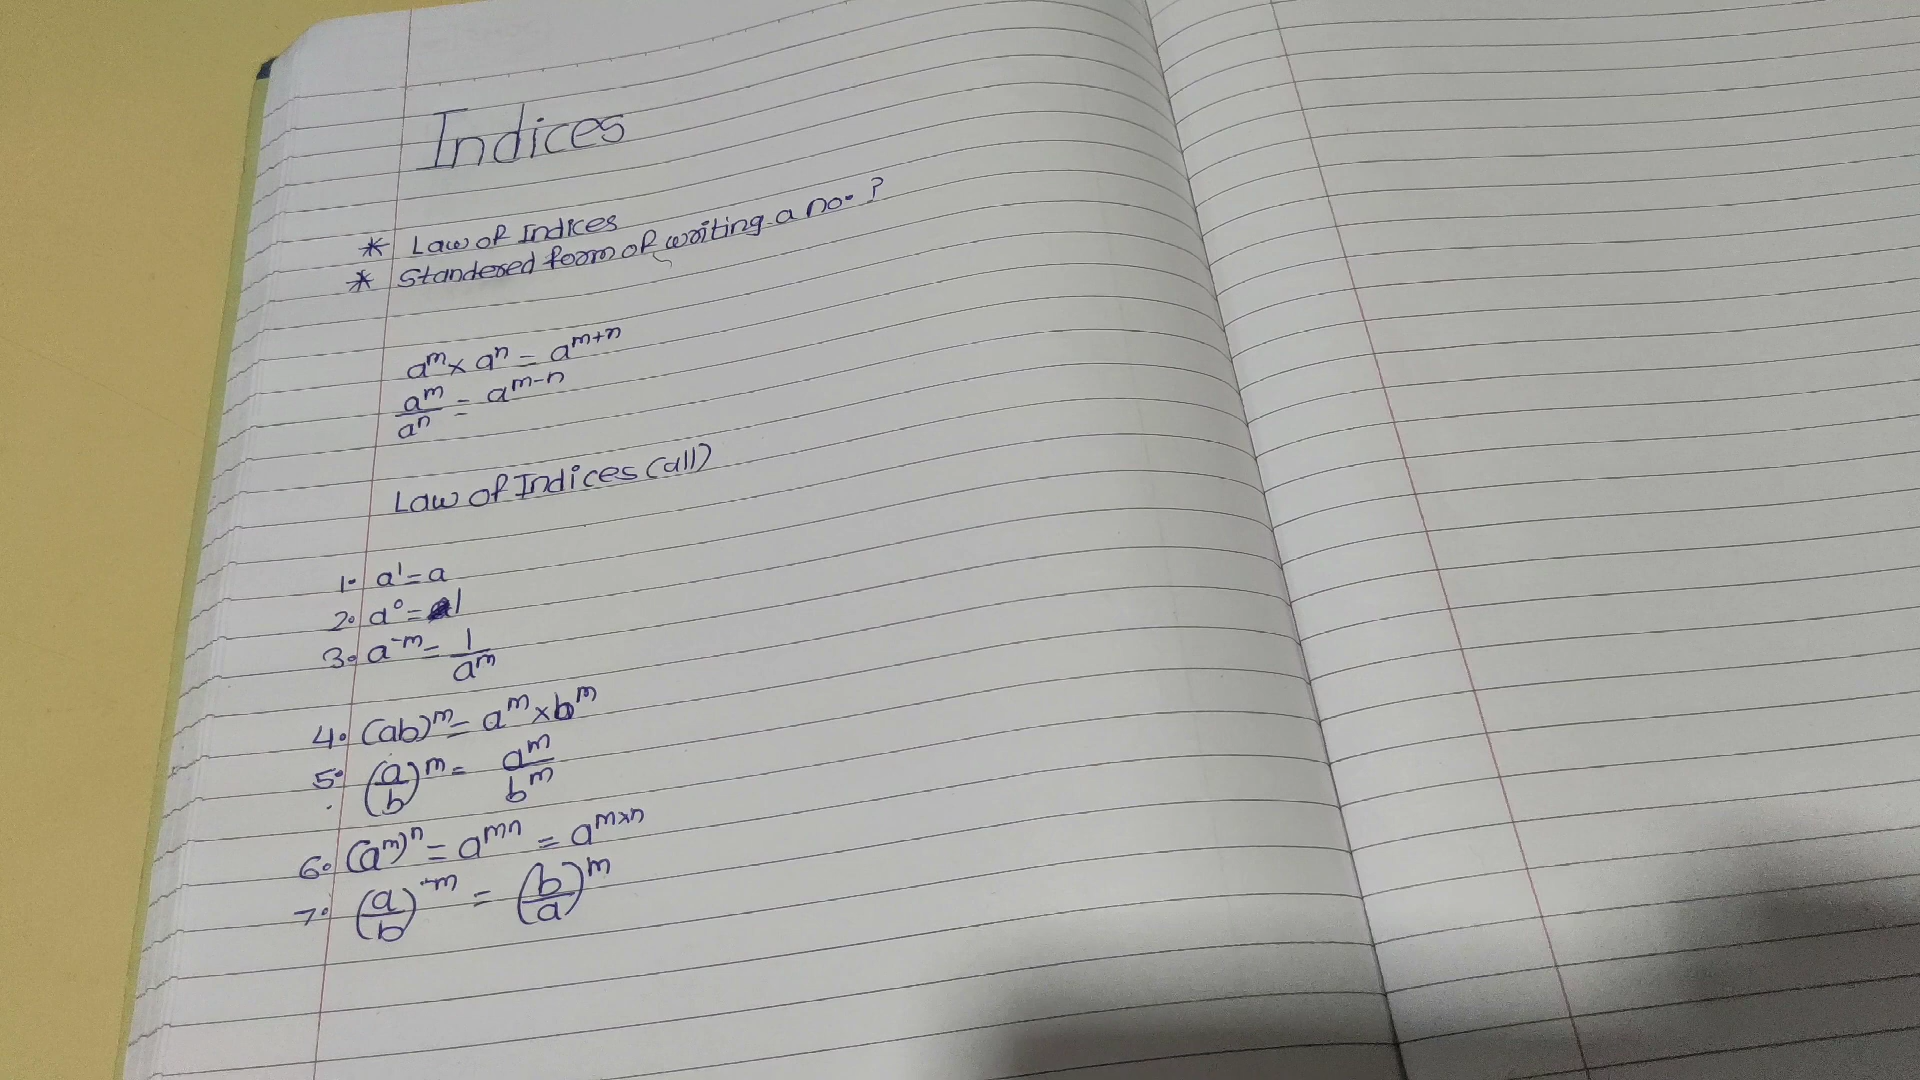 Indices
* Law of Indices
* Standered form of writing a no. ?
a^m × a^n = a^(m+n)
a^m/a^n = a^(m-n)
Law of Indices (all)
1. a^1 = a
2. a^0 = 1
3. a^-m = 1/a^m
4. (ab)^m = a^m × b^m
5. (a/b)^m = a^m/b^m
6. (a^m)^n = a^mn = a^(m×n)
7. (a/b)^-m = (b/a)^m